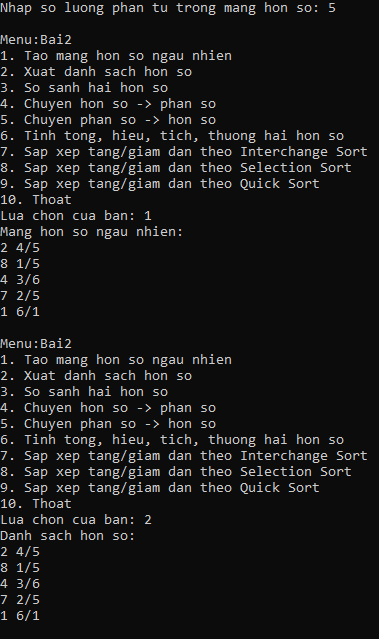 Nhap so luong phan tu trong mang hon so: 5
Menu:Bai2
1. Tao mang hon so ngau nhien
2. Xuat danh sach hon so
3. So sanh hai hon so
4. Chuyen hon so -> phan so
5. Chuyen phan so -> hon so
6. Tinh tong, hieu, tich, thuong hai hon so
7. Sap xep tang/giam dan theo Interchange Sort
8. Sap xep tang/giam dan theo Selection Sort
9. Sap xep tang/giam dan theo Quick Sort
10. Thoat
Lua chon cua ban: 1
Mang hon so ngau nhien:
2 4/5
8 1/5
4 3/6
7 2/5
1 6/1
Menu:Bai2
1. Tao mang hon so ngau nhien
2. Xuat danh sach hon so
3. So sanh hai hon so
4. Chuyen hon so -> phan so
5. Chuyen phan so -> hon so
6. Tinh tong, hieu, tich, thuong hai hon so
7. Sap xep tang/giam dan theo Interchange Sort
8. Sap xep tang/giam dan theo Selection Sort
9. Sap xep tang/giam dan theo Quick Sort
10. Thoat
Lua chon cua ban: 2
Danh sach hon so:
2 4/5
8 1/5
4 3/6
7 2/5
1 6/1